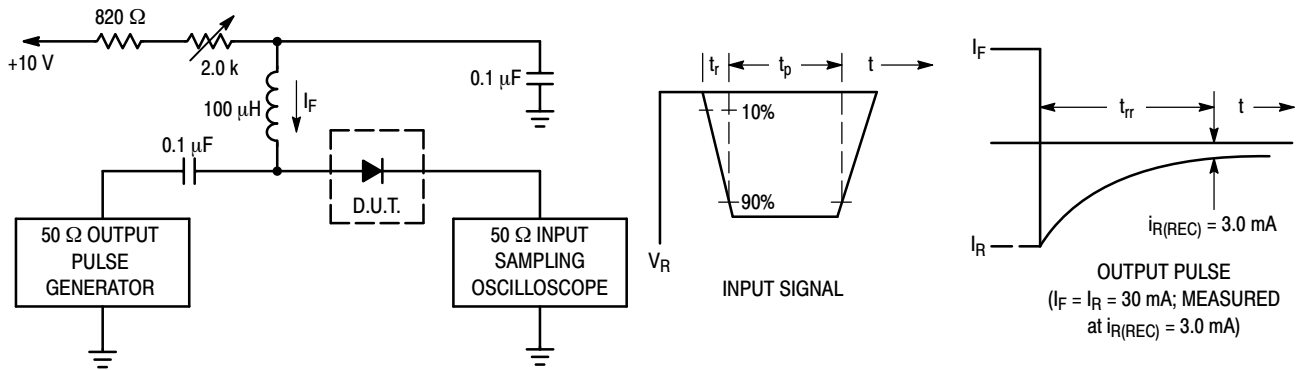 820 Ω
+10 V
2.0 k
0.1 μF
100 μH
I_F
0.1 μF
D.U.T.
50 Ω OUTPUT
PULSE
GENERATOR
50 Ω INPUT
SAMPLING
OSCILLOSCOPE
t_r
t_p
t
10%
90%
V_R
INPUT SIGNAL
I_F
t_rr
t
I_R
i_R(REC) = 3.0 mA
OUTPUT PULSE
(I_F = I_R = 30 mA; MEASURED
at i_R(REC) = 3.0 mA)